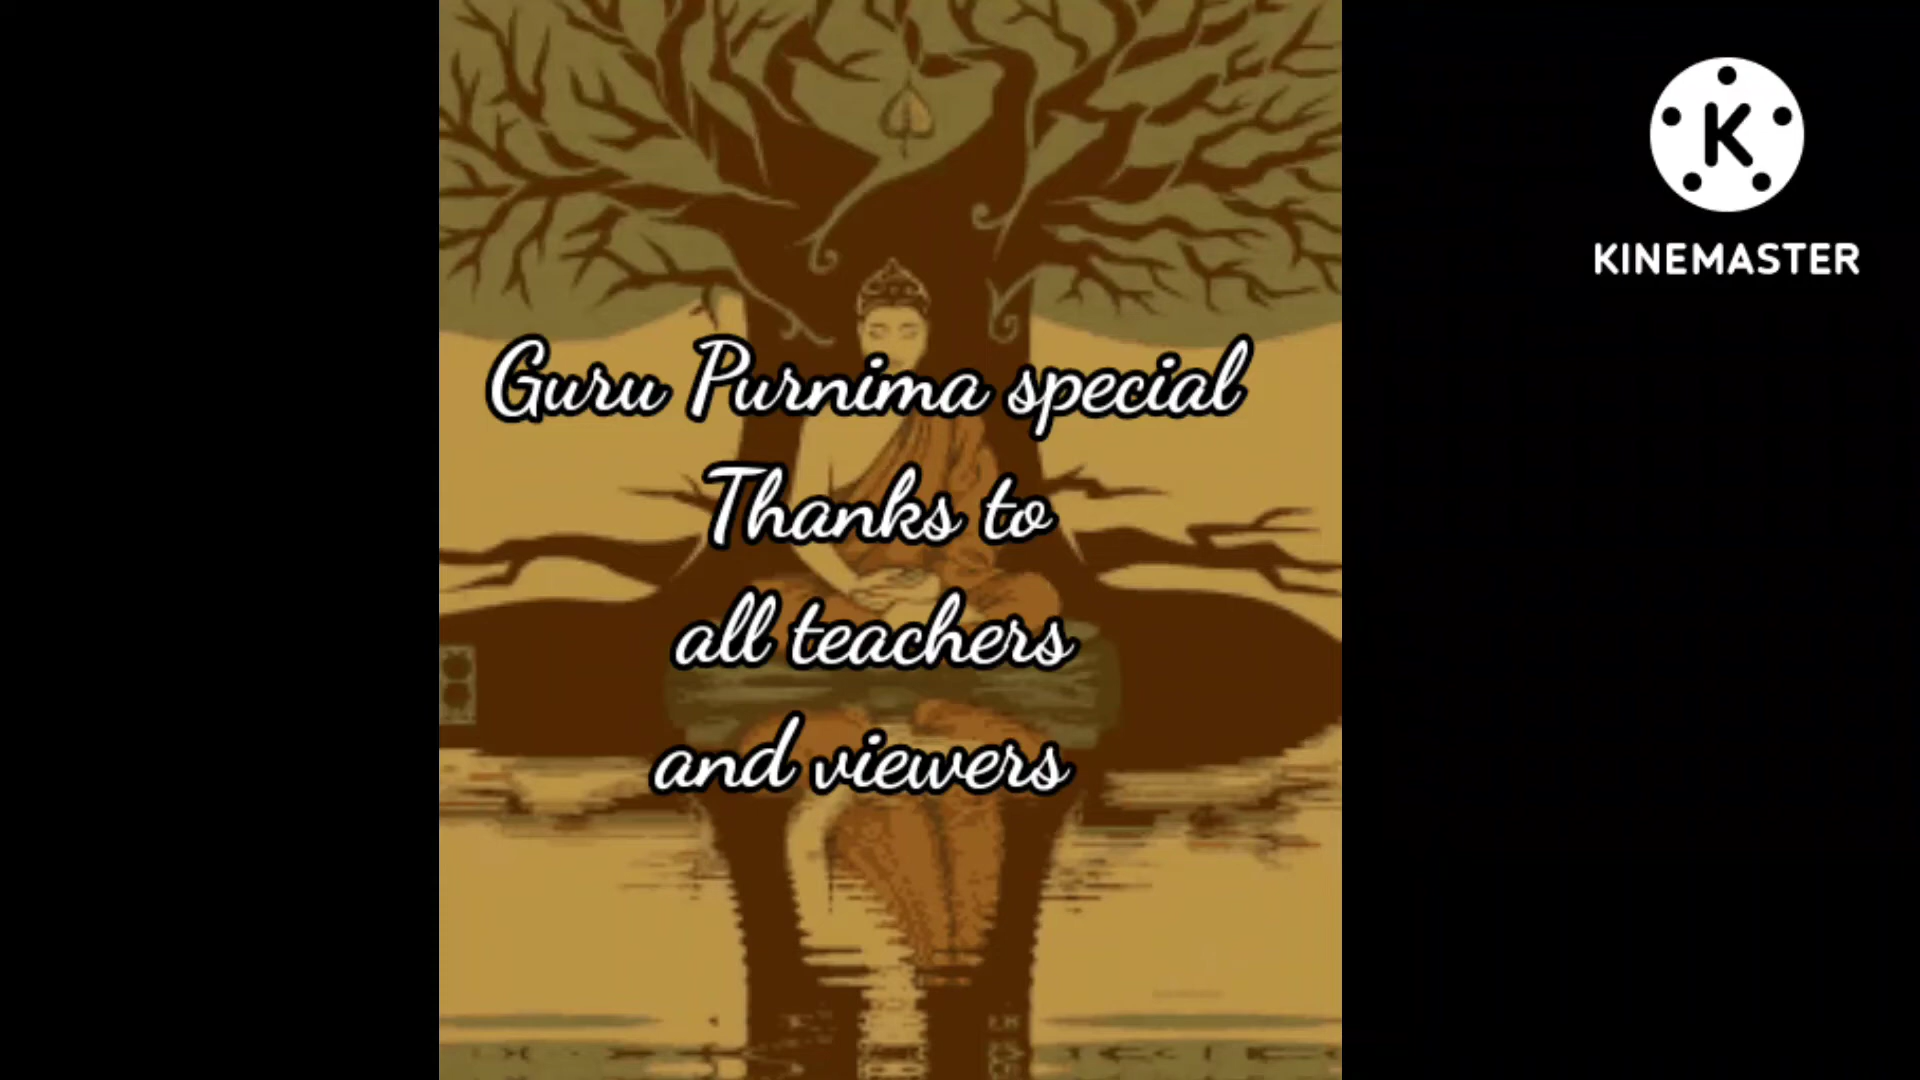 Guru Purnima special
Thanks to
all teachers
and viewers
K
KINEMASTER